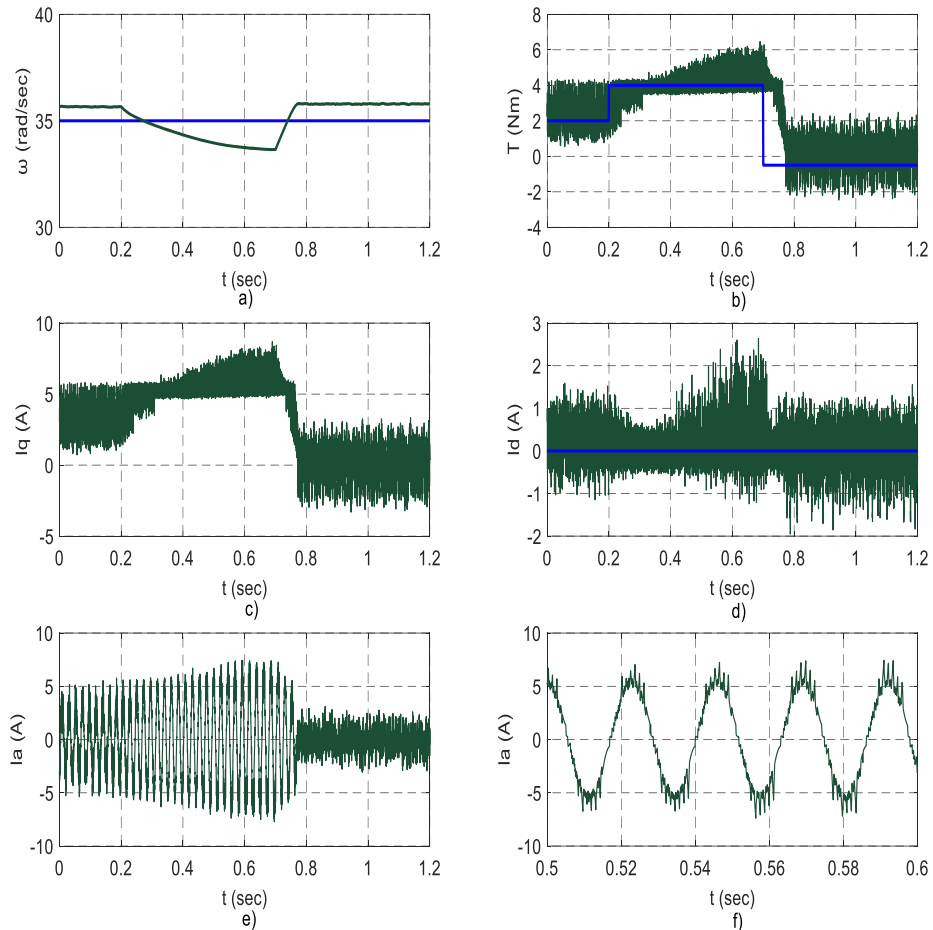 40
35
30
ω (rad/sec)
0 0.2 0.4 0.6 0.8 1 1.2
t (sec)
a)
8
6
4
2
0
-2
-4
T (Nm)
0 0.2 0.4 0.6 0.8 1 1.2
t (sec)
b)
10
5
0
-5
Iq (A)
0 0.2 0.4 0.6 0.8 1 1.2
t (sec)
c)
3
2
1
0
-1
-2
Id (A)
0 0.2 0.4 0.6 0.8 1 1.2
t (sec)
d)
10
5
0
-5
-10
Ia (A)
0 0.2 0.4 0.6 0.8 1 1.2
t (sec)
e)
10
5
0
-5
-10
Ia (A)
0.5 0.52 0.54 0.56 0.58 0.6
t (sec)
f)